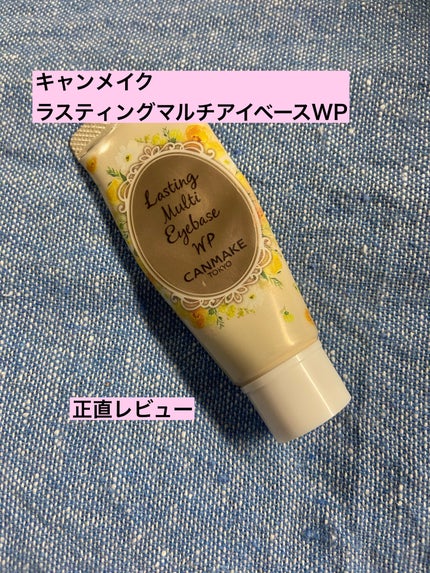 キャンメイク
ラスティングマルチアイベースWP
Lasting
Multi
Eyebase
WP
CANMAKE
TOKYO
正直レビュー